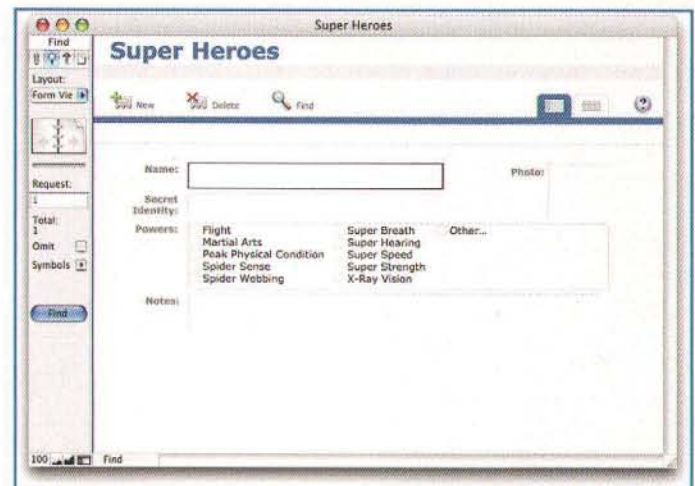 Super Heroes
Find
Super Heroes
Layout:
Form Vie
New Delete Find
Name:
Photo:
Request:
1
Secret Identity:
Total:
1
Powers:
Flight Super Breath Other...
Martial Arts Super Hearing
Peak Physical Condition Super Speed
Spider Sense Super Strength
Spider Webbing X-Ray Vision
Omit
Symbols
Notes:
Find
100 Find